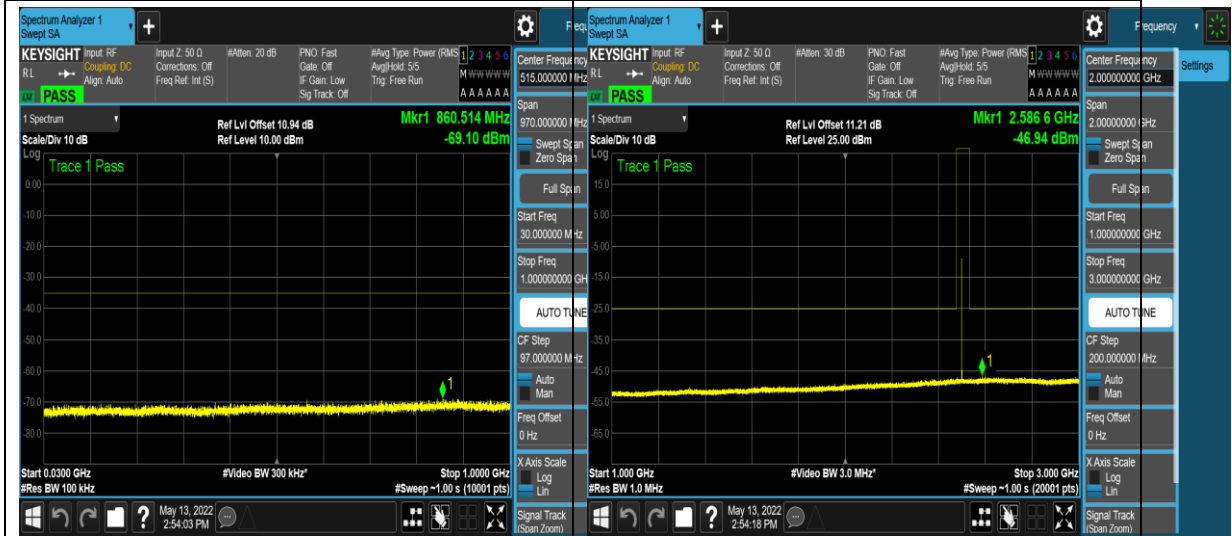 Spectrum Analyzer 1
Swept SA
+
Frequ
KEYSIGHT
RL
Input: RF
Coupling: DC
Align: Auto
Input Z: 50 Ω
Corrections: Off
Freq Ref: Int (S)
#Atten: 20 dB
PNO: Fast
Gate: Off
IF Gain: Low
Sig Track: Off
#Avg Type: Power (RMS
Avg|Hold: 5/5
Trig: Free Run
1 2 3 4 5 6
M W W W W W
A A A A A A
PASS
Center Frequency
515.000000 MHz
Span
970.000000 MHz
Swept Span
Zero Span
Full Span
Start Freq
30.000000 MHz
Stop Freq
1.000000000 GH
AUTO TUNE
CF Step
97.000000 MHz
Auto
Man
Freq Offset
0 Hz
X Axis Scale
Log
Lin
Signal Track
(Span Zoom)
1 Spectrum
Scale/Div 10 dB
Log
Ref Lvl Offset 10.94 dB
Ref Level 10.00 dBm
Mkr1 860.514 MHz
-69.10 dBm
Trace 1 Pass
0.00
-10.0
-20.0
-30.0
-40.0
-50.0
-60.0
-70.0
-80.0
1
Start 0.0300 GHz
#Res BW 100 kHz
#Video BW 300 kHz*
Stop 1.0000 GHz
#Sweep ~1.00 s (10001 pts)
?
May 13, 2022
2:54:03 PM
Spectrum Analyzer 1
Swept SA
+
Frequency
Settings
KEYSIGHT
RL
Input: RF
Coupling: DC
Align: Auto
Input Z: 50 Ω
Corrections: Off
Freq Ref: Int (S)
#Atten: 30 dB
PNO: Fast
Gate: Off
IF Gain: Low
Sig Track: Off
#Avg Type: Power (RMS
Avg|Hold: 5/5
Trig: Free Run
1 2 3 4 5 6
M W W W W W
A A A A A A
PASS
Center Frequency
2.000000000 GHz
Span
2.00000000 GHz
Swept Span
Zero Span
Full Span
Start Freq
1.000000000 GHz
Stop Freq
3.000000000 GHz
AUTO TUNE
CF Step
200.000000 MHz
Auto
Man
Freq Offset
0 Hz
X Axis Scale
Log
Lin
Signal Track
(Span Zoom)
1 Spectrum
Scale/Div 10 dB
Log
Ref Lvl Offset 11.21 dB
Ref Level 25.00 dBm
Mkr1 2.586 6 GHz
-46.94 dBm
Trace 1 Pass
15.0
5.00
-5.00
-15.0
-25.0
-35.0
-45.0
-55.0
-65.0
1
Start 1.000 GHz
#Res BW 1.0 MHz
#Video BW 3.0 MHz*
Stop 3.000 GHz
#Sweep ~1.00 s (20001 pts)
?
May 13, 2022
2:54:18 PM